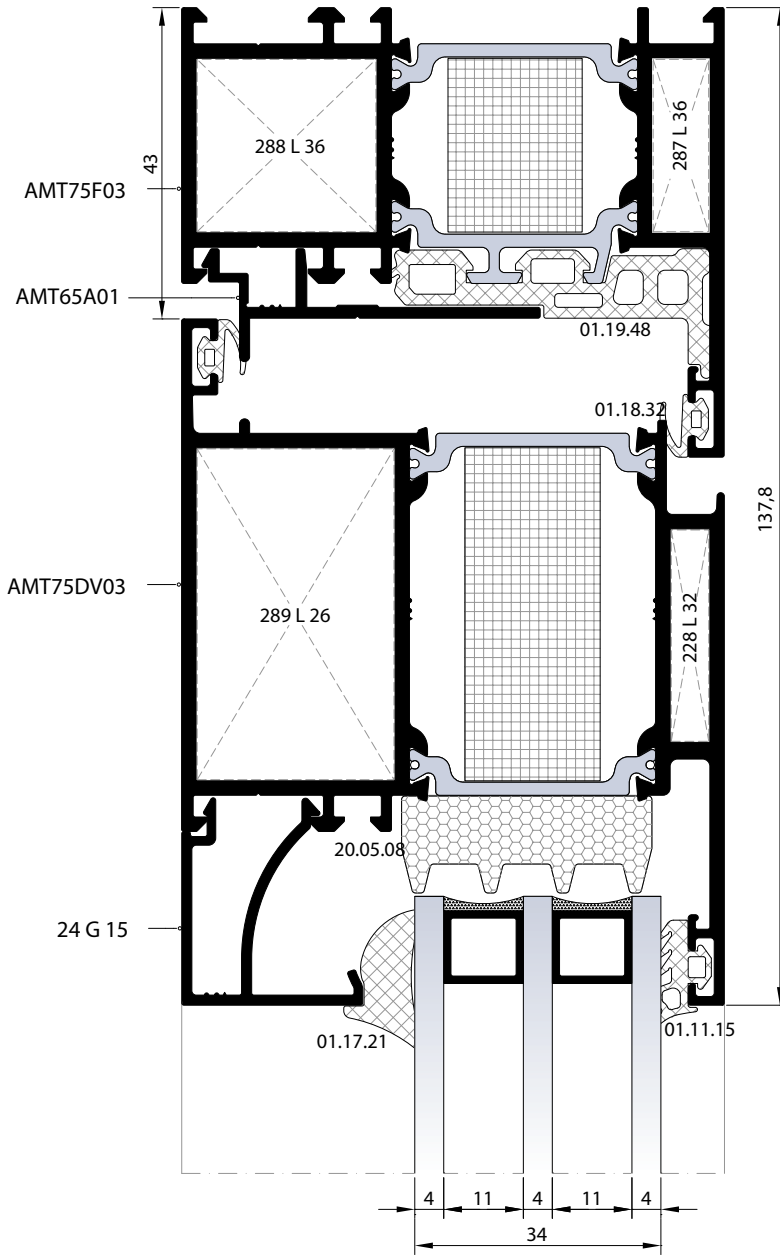 43
288 L 36
287 L 36
AMT75F03
AMT65A01
01.19.48
01.18.32
137,8
AMT75DV03
289 L 26
228 L 32
20.05.08
24 G 15
01.17.21
01.11.15
4 11 4 11 4
34